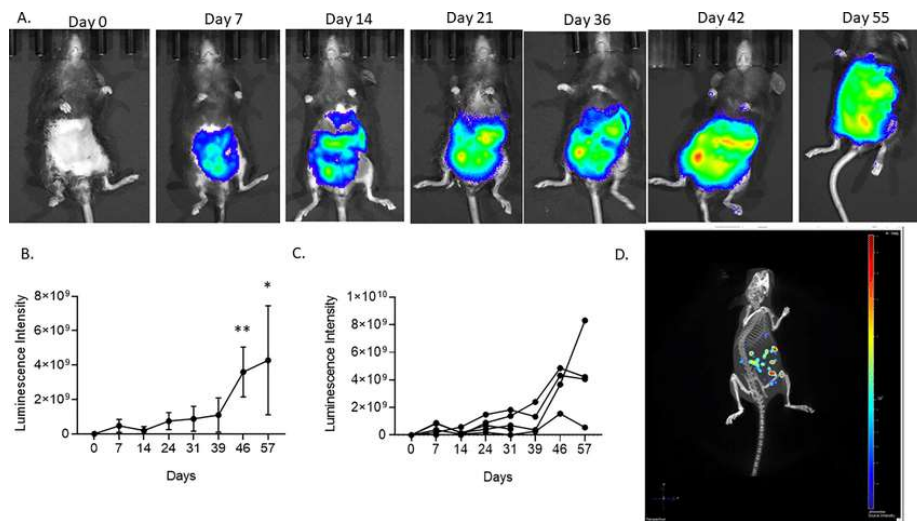 A.
Day 0 Day 7 Day 14 Day 21 Day 36 Day 42 Day 55
B.
Luminescence Intensity
8×10⁹
6×10⁹
4×10⁹
2×10⁹
0
* 
**
0 7 14 24 31 39 46 57
Days
C.
Luminescence Intensity
1×10¹⁰
8×10⁹
6×10⁹
4×10⁹
2×10⁹
0
0 7 14 24 31 39 46 57
Days
D.